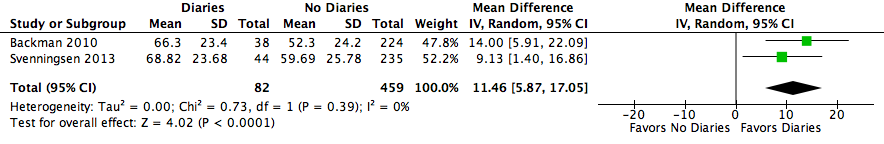 Diaries No Diaries Mean Difference Mean Difference
Study or Subgroup Mean SD Total Mean SD Total Weight IV, Random, 95% CI IV, Random, 95% CI
Backman 2010 66.3 23.4 38 52.3 24.2 224 47.8% 14.00 [5.91, 22.09]
Svenningsen 2013 68.82 23.68 44 59.69 25.78 235 52.2% 9.13 [1.40, 16.86]
Total (95% CI) 82 459 100.0% 11.46 [5.87, 17.05]
Heterogeneity: Tau² = 0.00; Chi² = 0.73, df = 1 (P = 0.39); I² = 0%
Test for overall effect: Z = 4.02 (P < 0.0001)
-20 -10 0 10 20
Favors No Diaries Favors Diaries